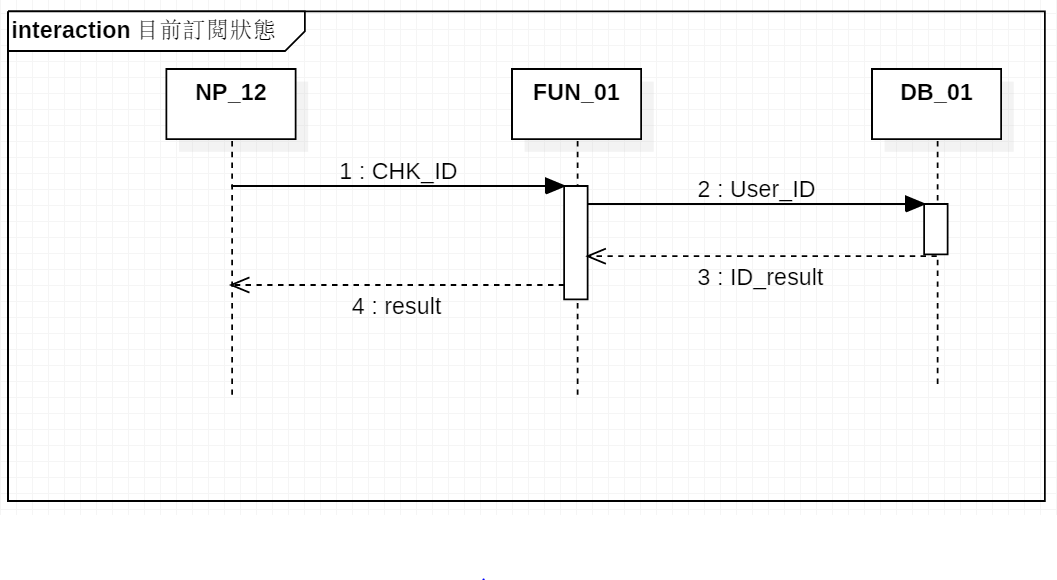 interaction 目前訂閱狀態
NP_12
FUN_01
DB_01
1 : CHK_ID
2 : User_ID
3 : ID_result
4 : result